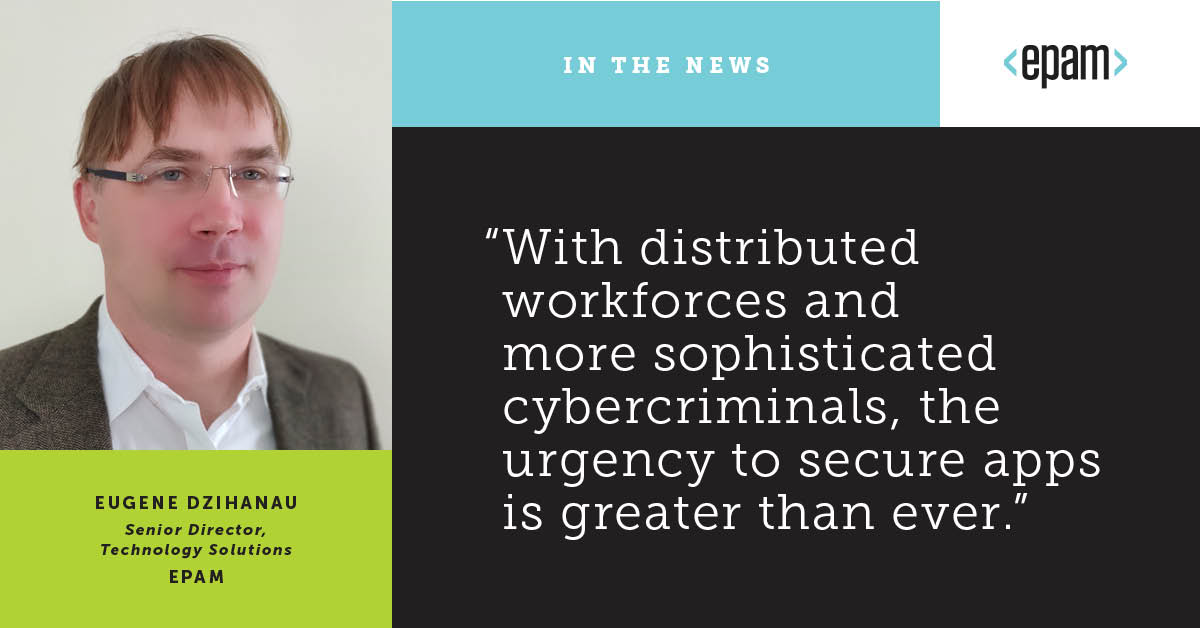 IN THE NEWS
<epam>
“With distributed
workforces and
more sophisticated
cybercriminals, the
urgency to secure apps
is greater than ever.”
EUGENE DZIHANAU
Senior Director,
Technology Solutions
EPAM